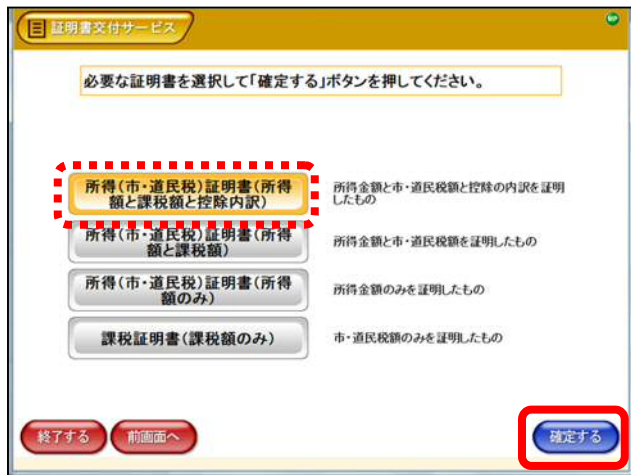 証明書交付サービス
必要な証明書を選択して「確定する」ボタンを押してください。
所得(市・道民税)証明書(所得
額と課税額と控除内訳)
所得金額と市・道民税額と控除の内訳を証明
したもの
所得(市・道民税)証明書(所得
額と課税額)
所得金額と市・道民税額を証明したもの
所得(市・道民税)証明書(所得
額のみ)
所得金額のみを証明したもの
課税証明書(課税額のみ)
市・道民税額のみを証明したもの
終了する
前画面へ
確定する